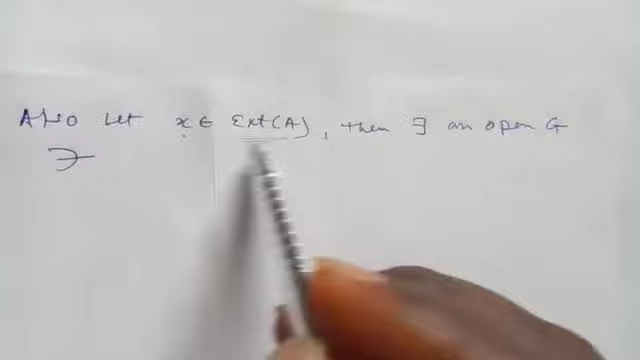 Also Let x ∈ Ext(A), then ∃ an open G
∋